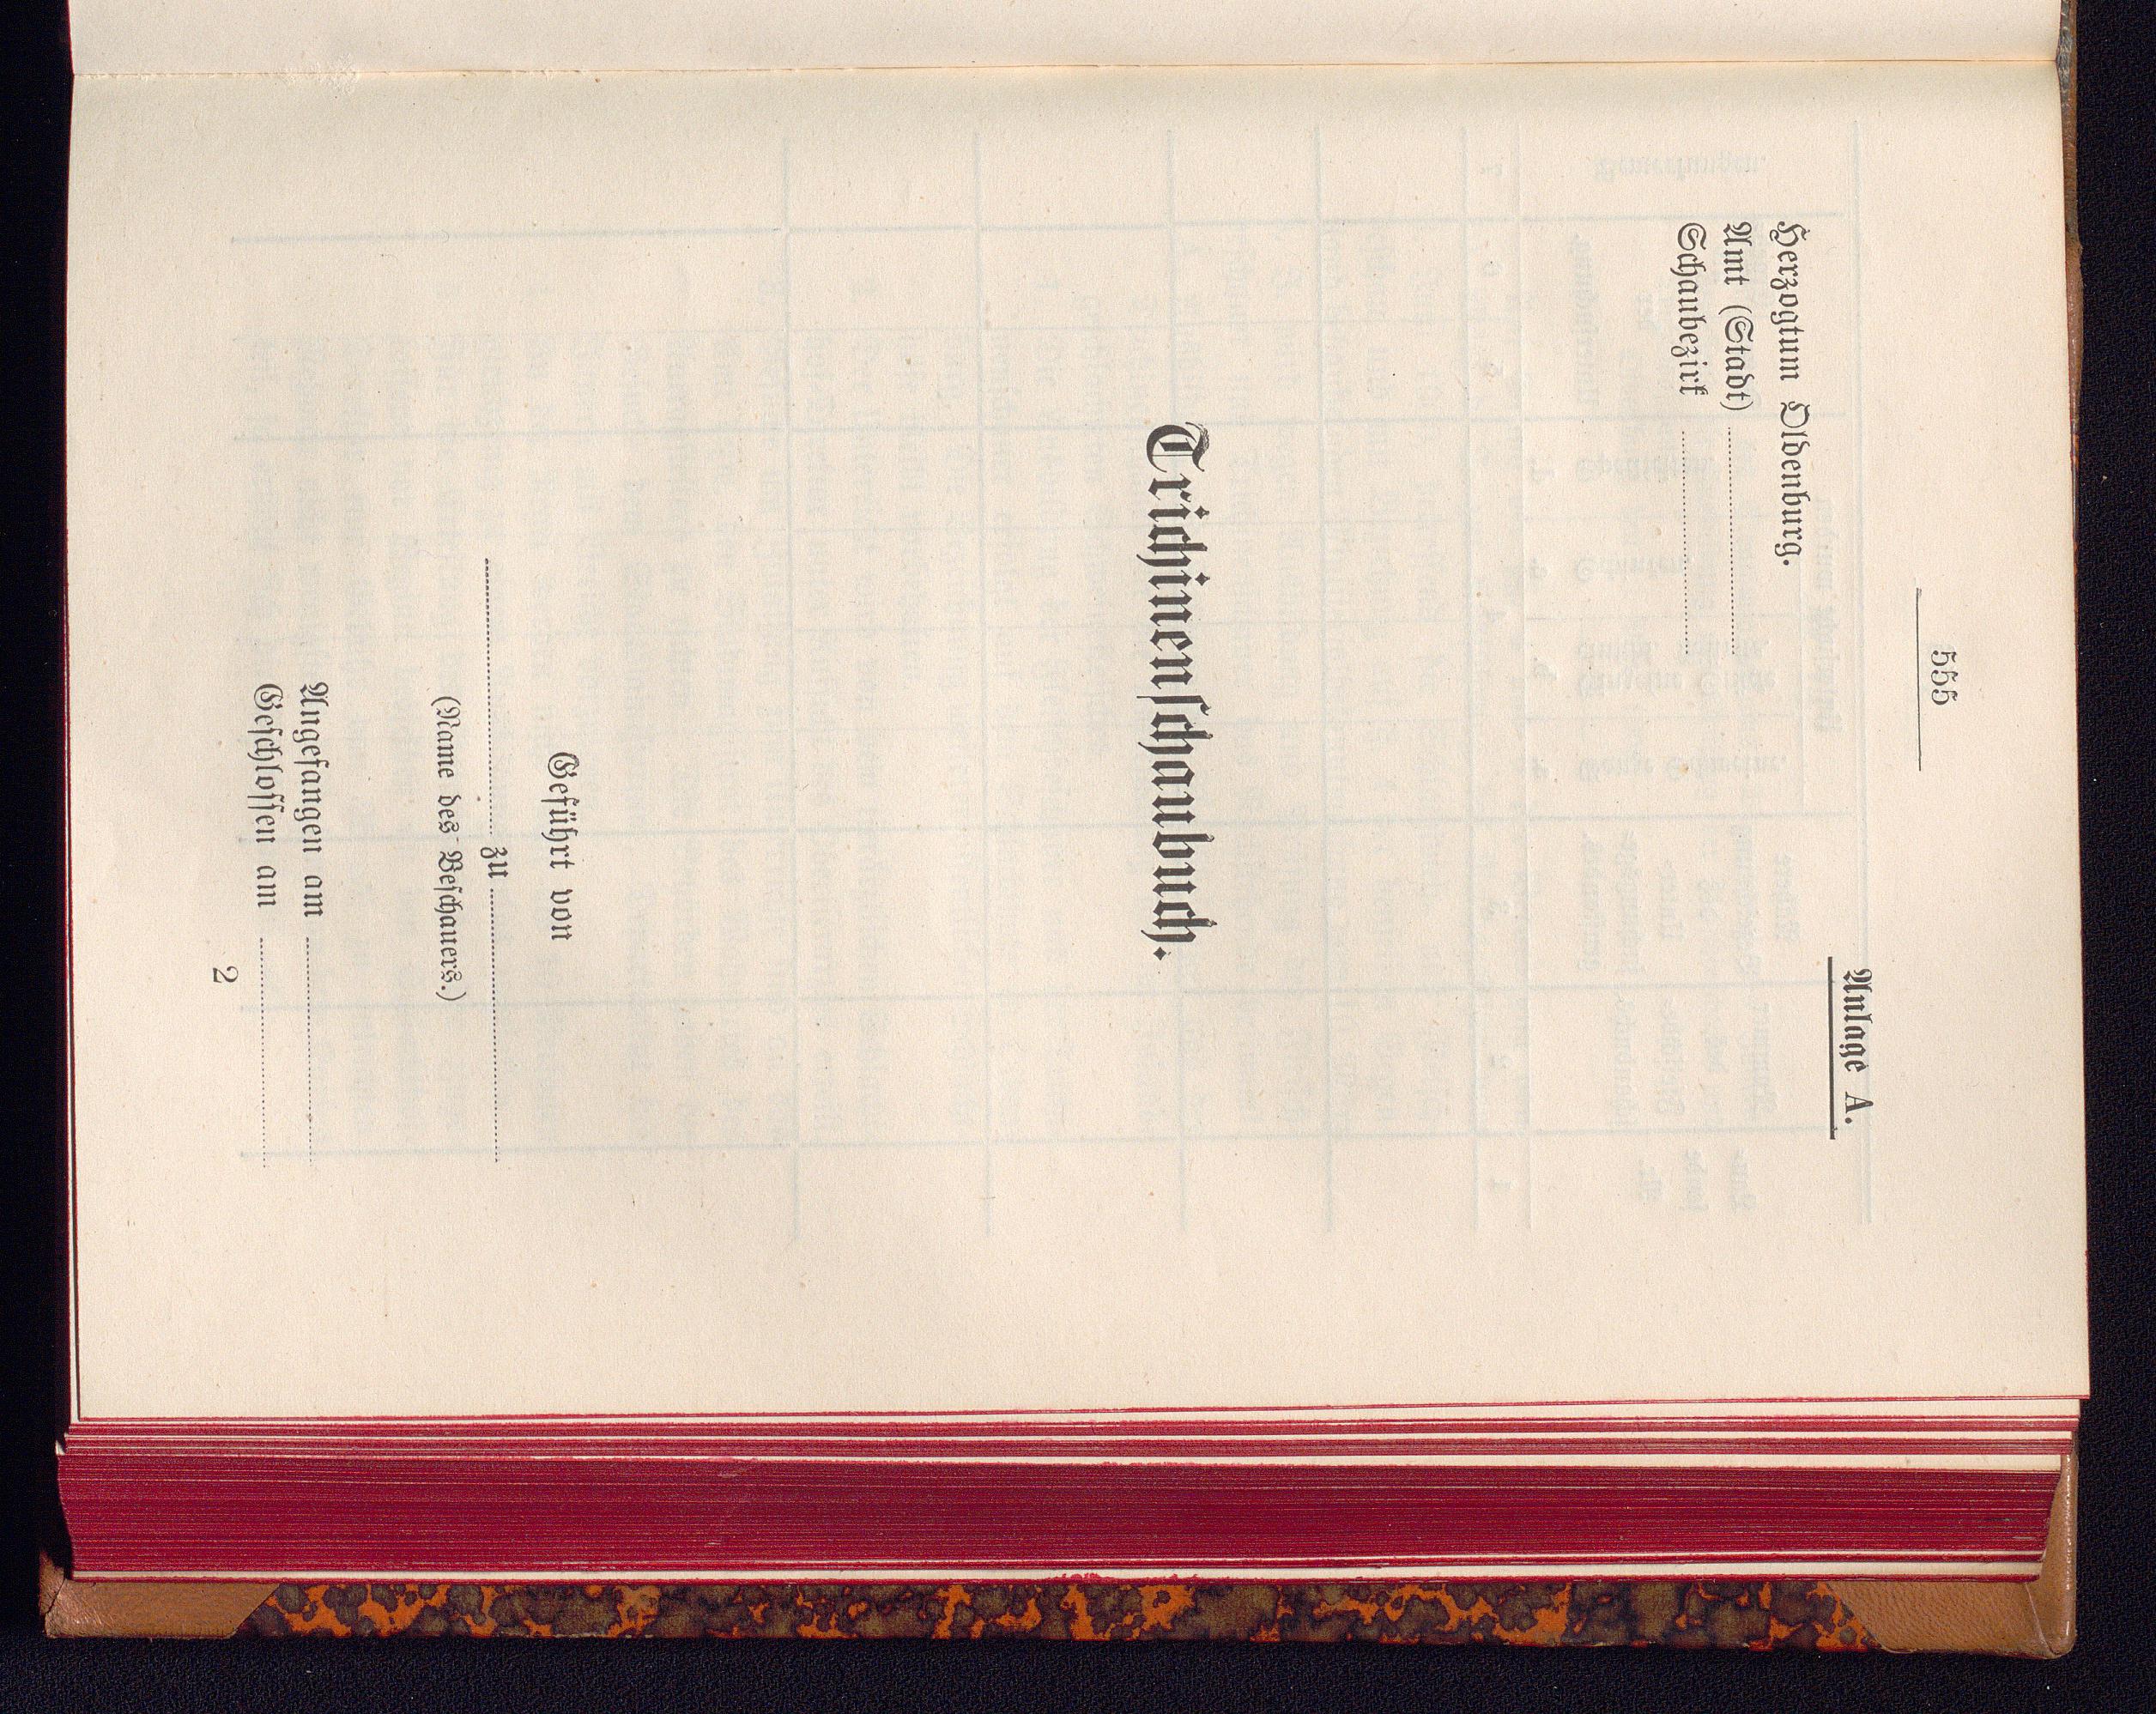 555
Anlage A.
Herzogtum Oldenburg.
Amt (Stadt)
Schaubezirk
Trichinenschaubuch.
Geführt von
zu
(Name des Beschauers.)
Angefangen am
Geschlossen am
2